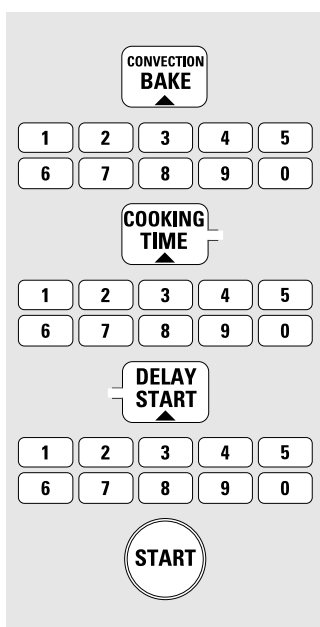 CONVECTION
BAKE
1 2 3 4 5
6 7 8 9 0
COOKING
TIME
1 2 3 4 5
6 7 8 9 0
DELAY
START
1 2 3 4 5
6 7 8 9 0
START